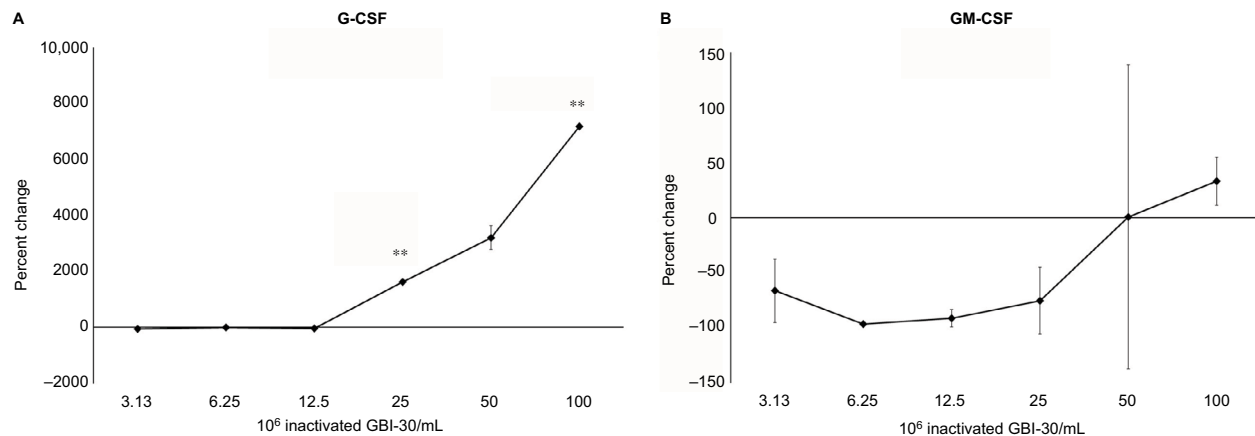 A
G-CSF
10,000
8000
6000
4000
2000
0
–2000
Percent change
**
**
3.13 6.25 12.5 25 50 100
10⁶ inactivated GBI-30/mL
B
GM-CSF
150
100
50
0
–50
–100
–150
Percent change
3.13 6.25 12.5 25 50 100
10⁶ inactivated GBI-30/mL